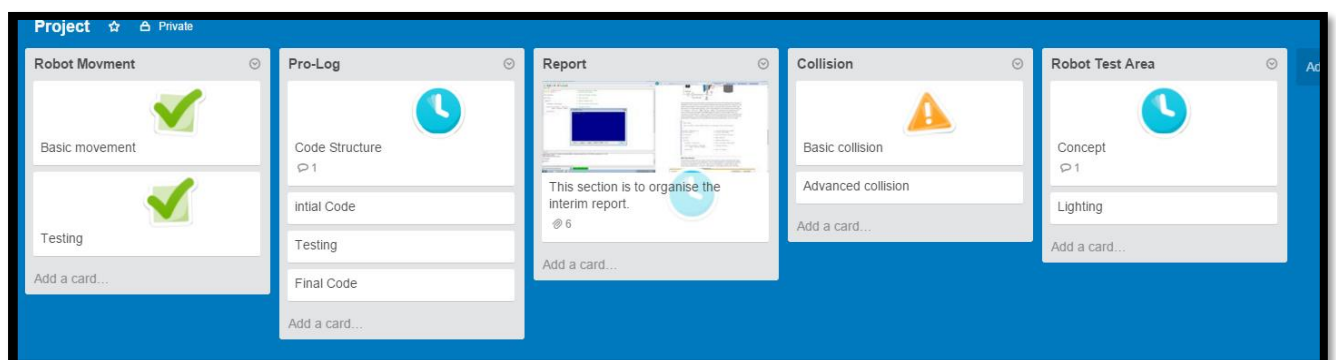 Project Private
Robot Movment
Basic movement
Testing
Add a card...
Pro-Log
Code Structure
1
intial Code
Testing
Final Code
Add a card...
Report
This section is to organise the
interim report.
6
Add a card...
Collision
Basic collision
Advanced collision
Add a card...
Robot Test Area
Concept
1
Lighting
Add a card...